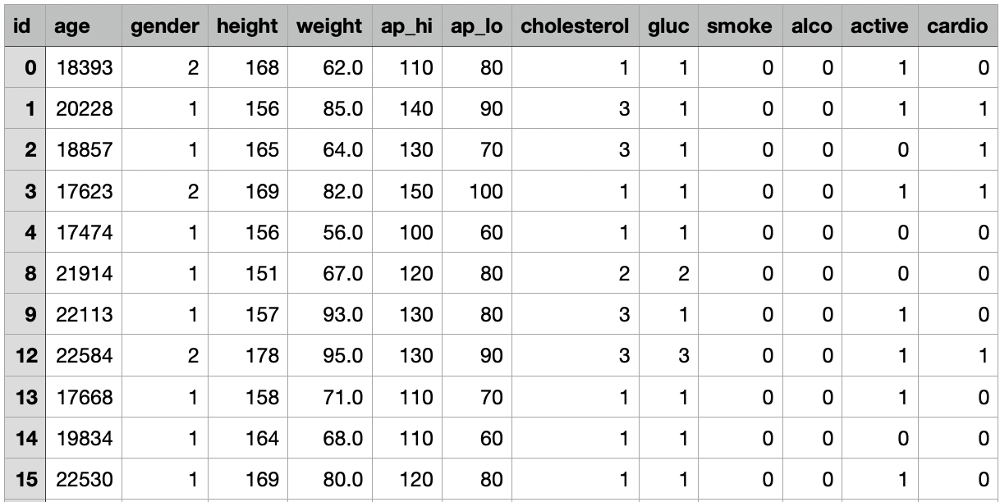 id age gender height weight ap_hi ap_lo cholesterol gluc smoke alco active cardio
0 18393 2 168 62.0 110 80 1 1 0 0 1 0
1 20228 1 156 85.0 140 90 3 1 0 0 1 1
2 18857 1 165 64.0 130 70 3 1 0 0 0 1
3 17623 2 169 82.0 150 100 1 1 0 0 1 1
4 17474 1 156 56.0 100 60 1 1 0 0 0 0
8 21914 1 151 67.0 120 80 2 2 0 0 0 0
9 22113 1 157 93.0 130 80 3 1 0 0 1 0
12 22584 2 178 95.0 130 90 3 3 0 0 1 1
13 17668 1 158 71.0 110 70 1 1 0 0 1 0
14 19834 1 164 68.0 110 60 1 1 0 0 0 0
15 22530 1 169 80.0 120 80 1 1 0 0 1 0